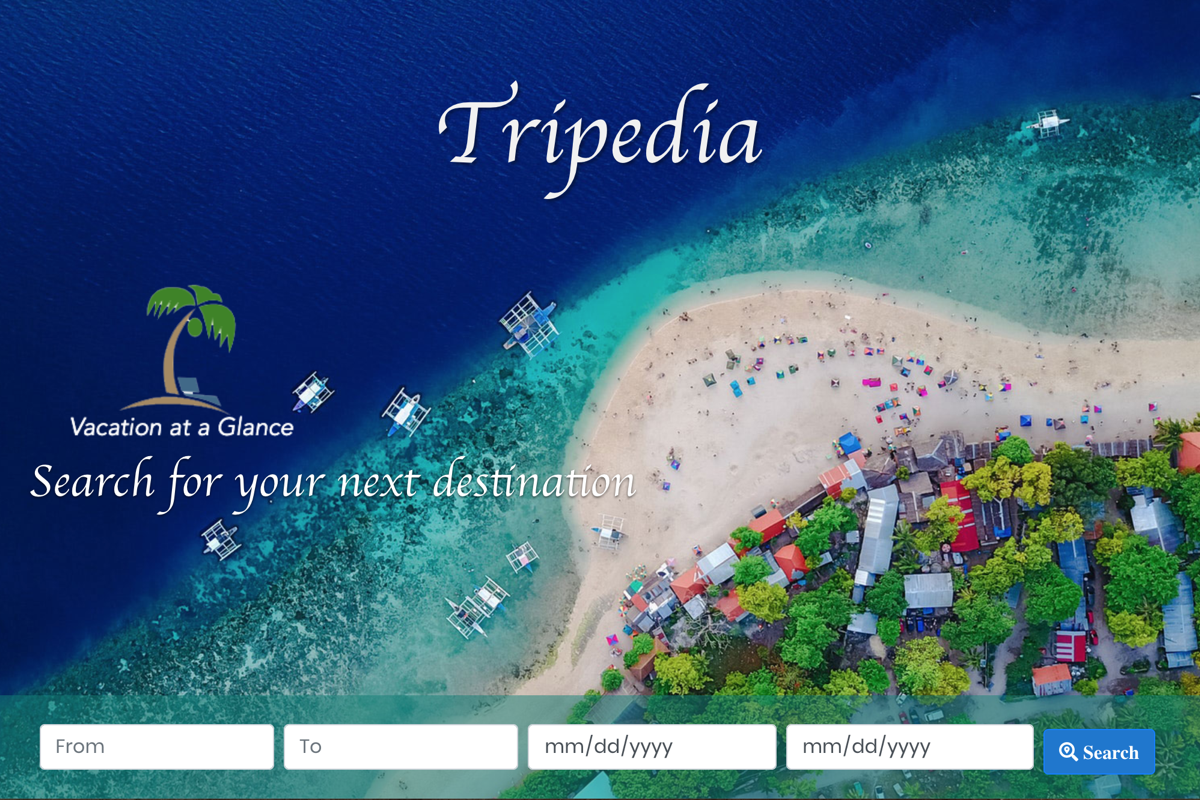 Tripedia
Vacation at a Glance
Search for your next destination
From
To
mm/dd/yyyy
mm/dd/yyyy
Search